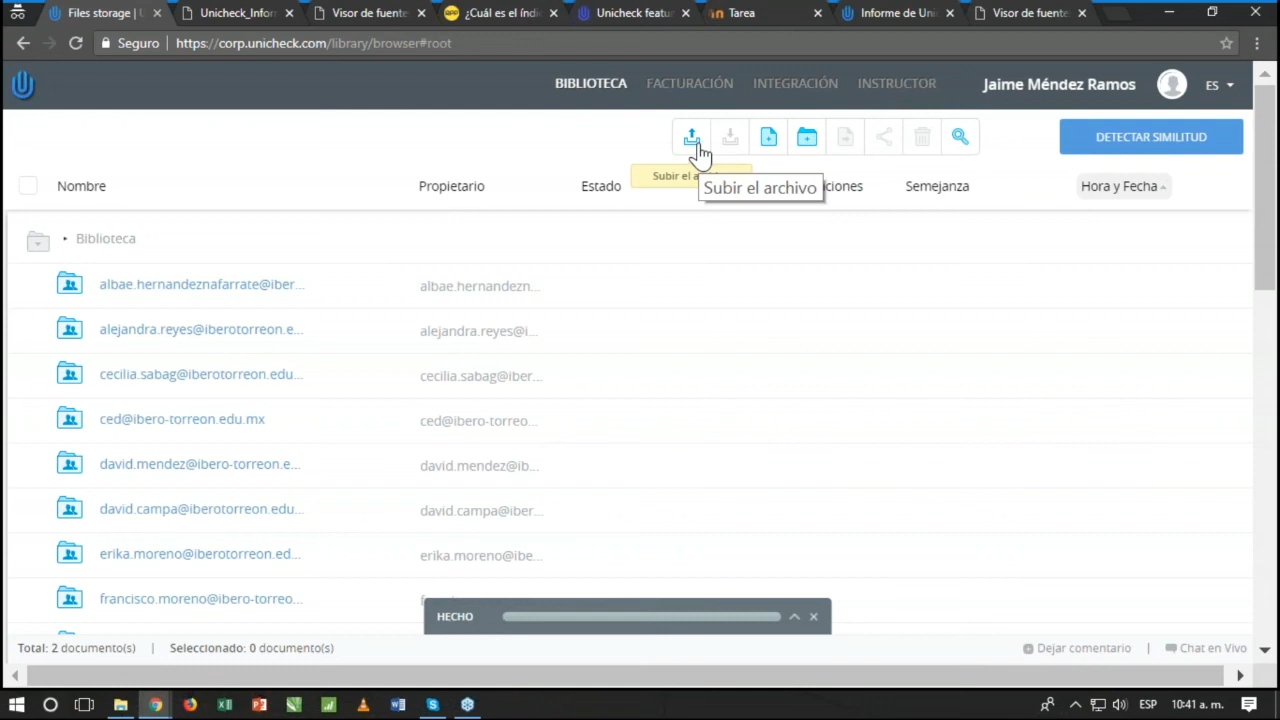 Files storage | U
Unicheck_Inform
Visor de fuente
¿Cuál es el índi
Unicheck featur
Tarea
Informe de Uni
Visor de fuente
Seguro
https://corp.unicheck.com/library/browser#root
BIBLIOTECA
FACTURACIÓN
INTEGRACIÓN
INSTRUCTOR
Jaime Méndez Ramos
ES
DETECTAR SIMILITUD
Subir el a
Subir el archivo
Nombre
Propietario
Estado
ciones
Semejanza
Hora y Fecha
Biblioteca
albae.hernandeznafarrate@iber...
albae.hernandezn...
alejandra.reyes@iberotorreon.e...
alejandra.reyes@i...
cecilia.sabag@iberotorreon.edu...
cecilia.sabag@iber...
ced@ibero-torreon.edu.mx
ced@ibero-torreo...
david.mendez@ibero-torreon.e...
david.mendez@ib...
david.campa@iberotorreon.edu...
david.campa@iber...
erika.moreno@iberotorreon.ed...
erika.moreno@ibe...
francisco.moreno@ibero-torreo...
HECHO
Total: 2 documento(s) | Seleccionado: 0 documento(s)
Dejar comentario | Chat en Vivo
ESP
10:41 a. m.